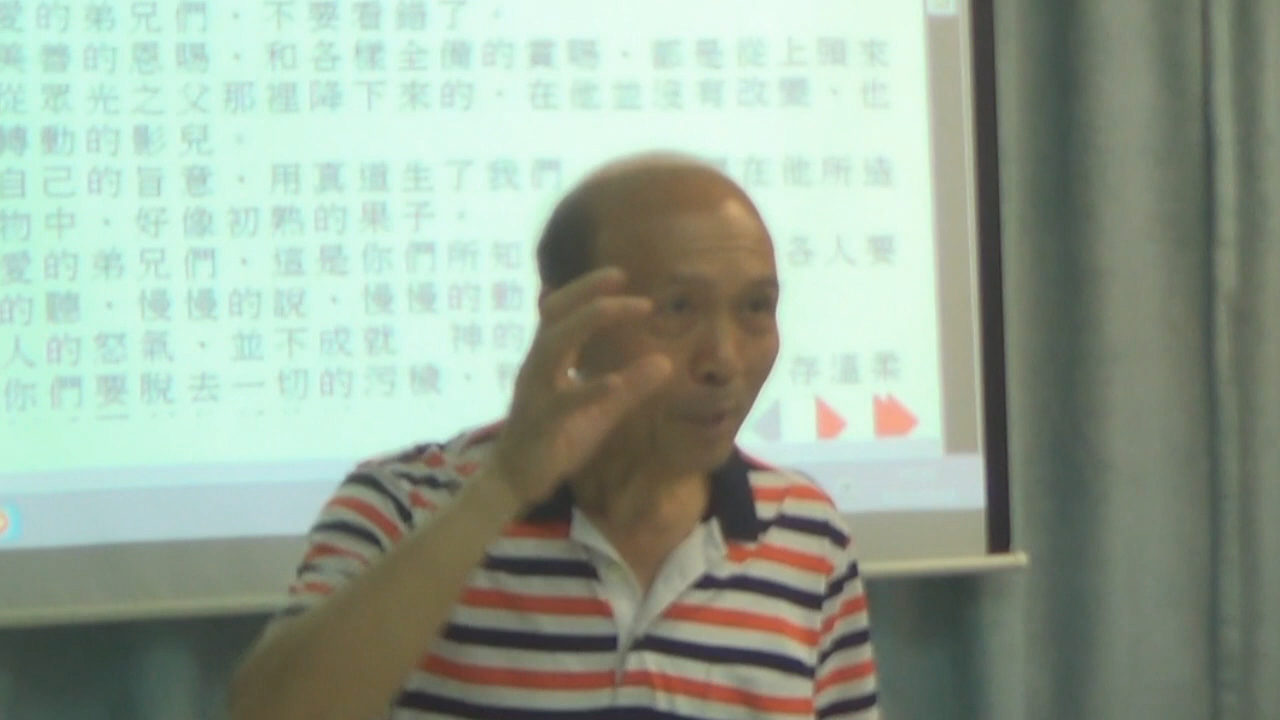 愛的弟兄們．不要看錯了．
美善的恩賜．和各樣全備的賞賜．都是從上頭來
從眾光之父那裡降下來的．在他並沒有改變、也
轉動的影兒。
自己的旨意．用真道生了我們 在他所造
物中、好像初熟的果子．
愛的弟兄們．這是你們所知 各人要
的聽．慢慢的說．慢慢的動
人的怒氣、並不成就 神的
你們要脫去一切的污穢． 存溫柔